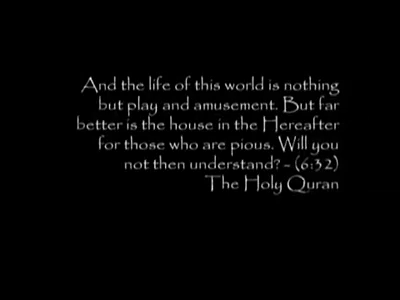 And the life of this world is nothing
but play and amusement. But far
better is the house in the Hereafter
for those who are pious. Will you
not then understand? - (6:32)
The Holy Quran